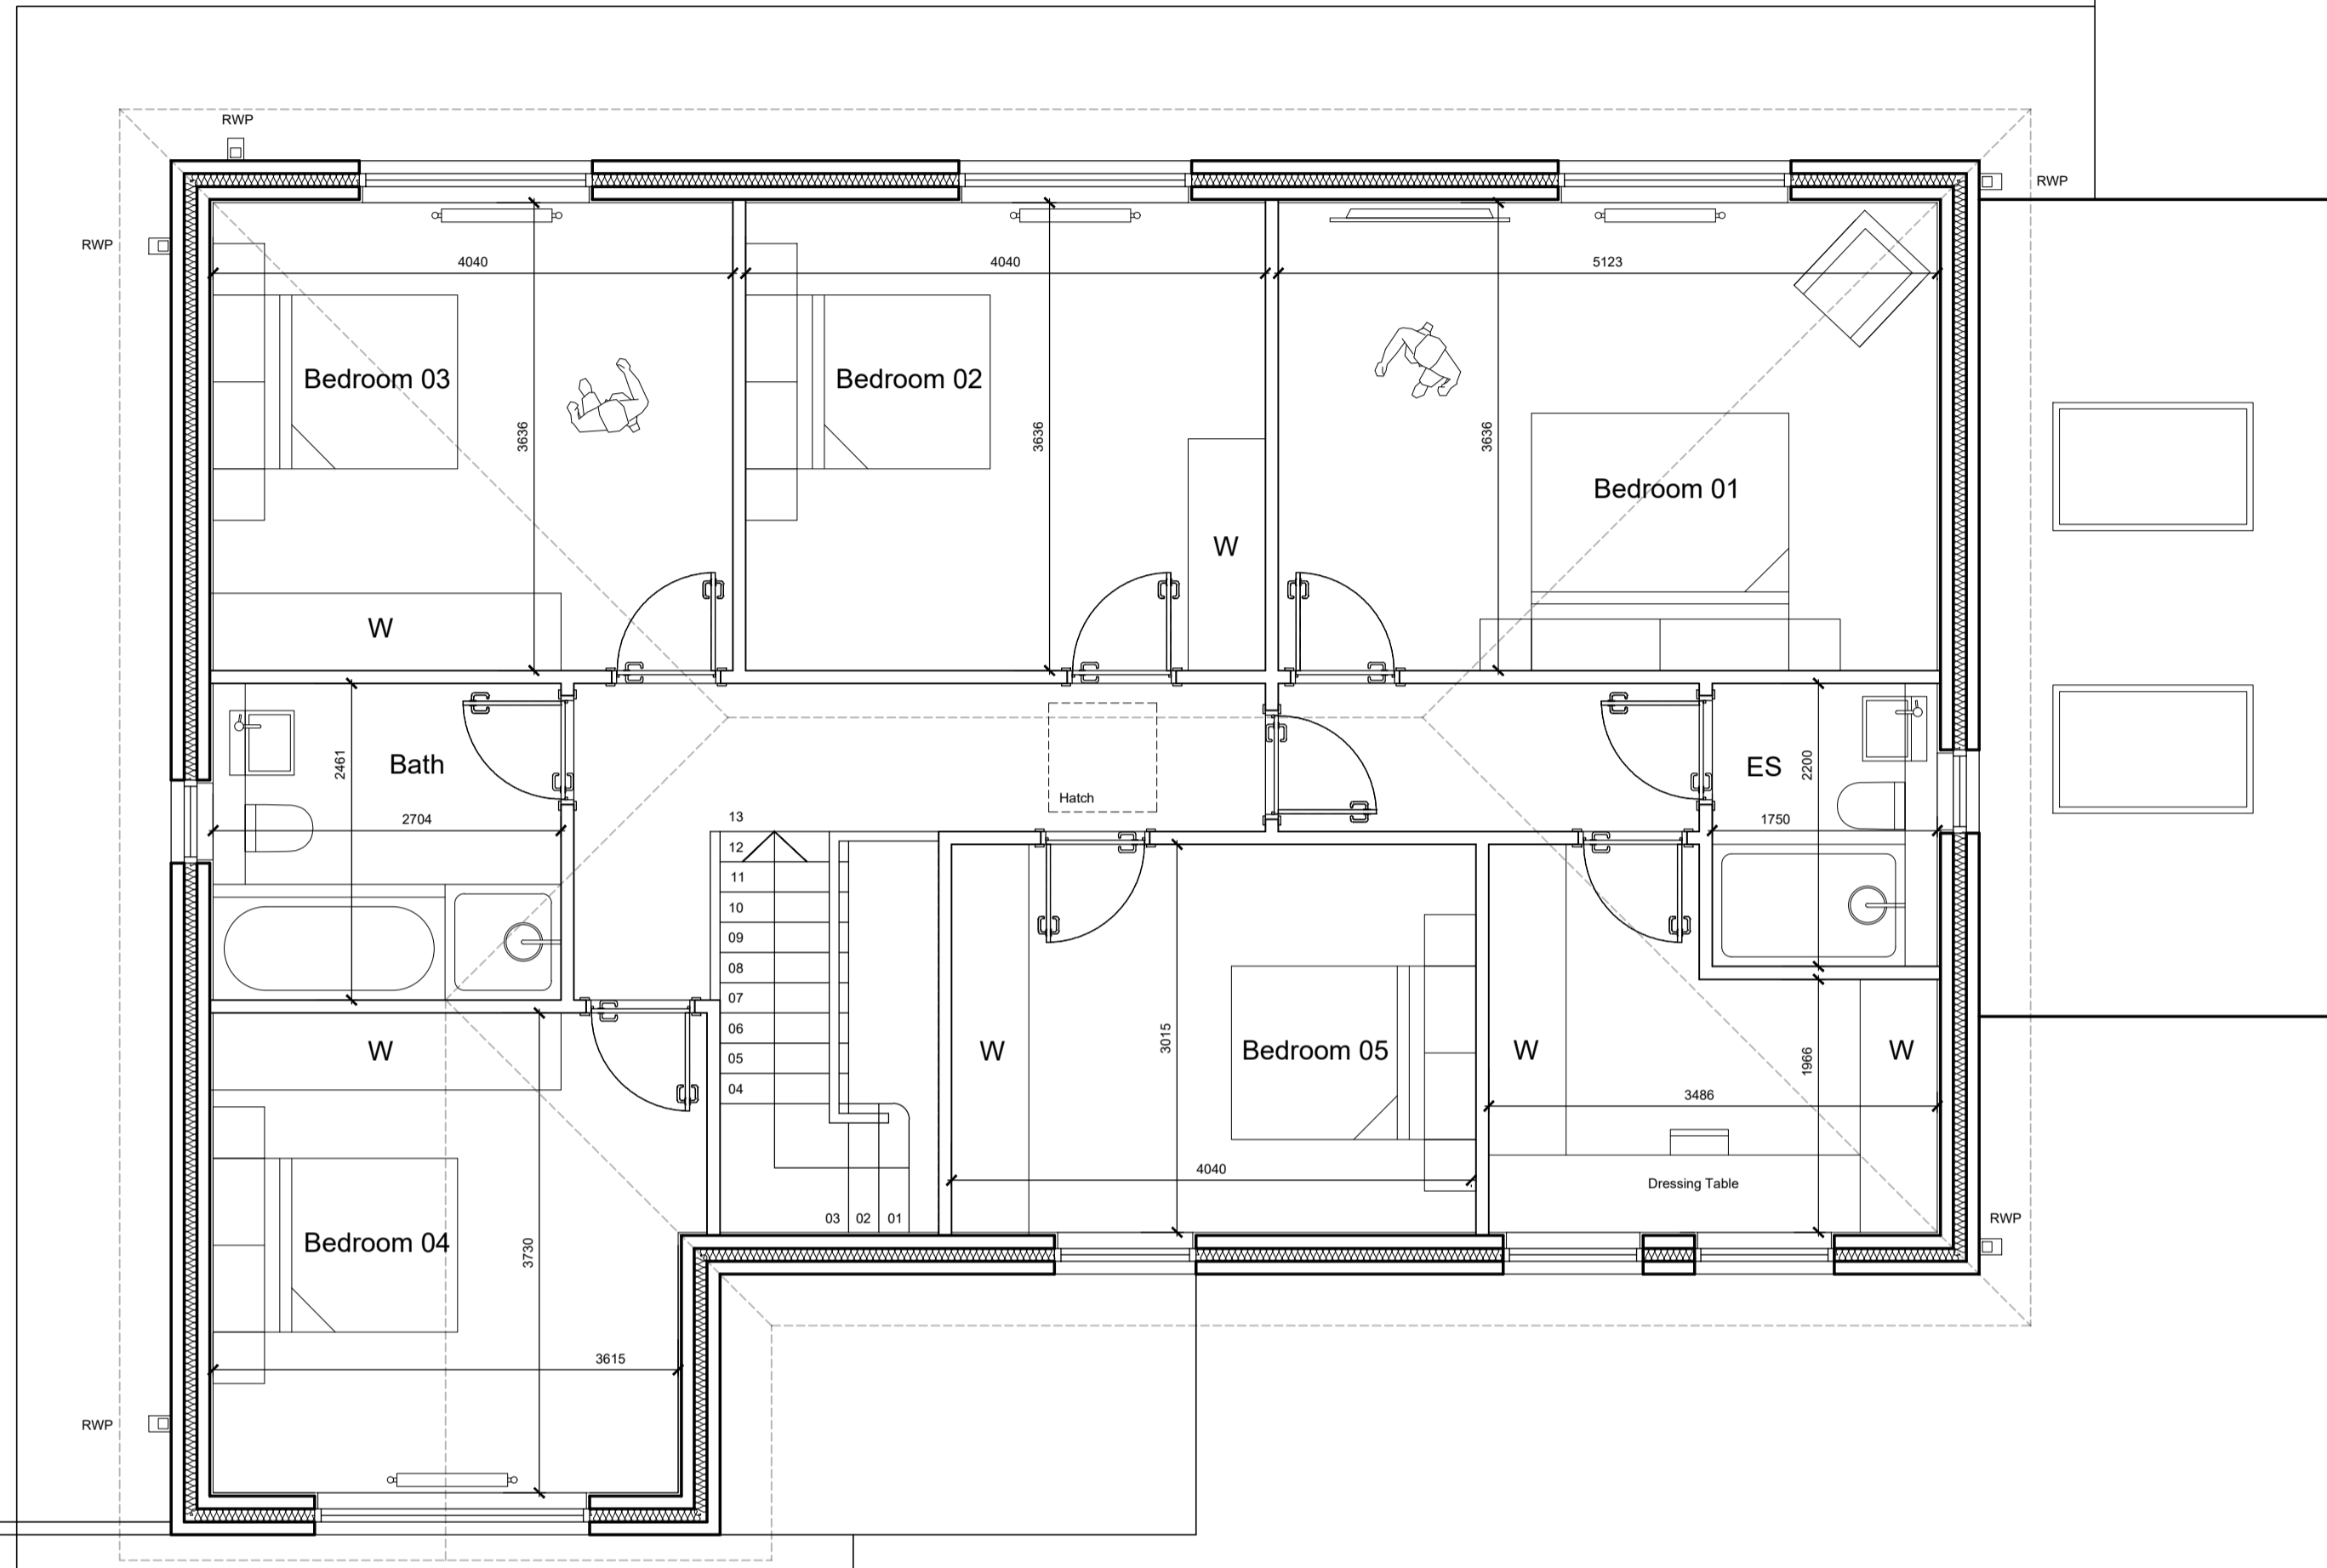 RWP
RWP
RWP
4040
4040
5123
Bedroom 03
Bedroom 02
Bedroom 01
3636
3636
3636
W
W
Bath
2461
2704
Hatch
ES
2200
1750
13
12
11
10
09
08
07
06
05
04
03
02
01
W
W
Bedroom 05
3015
4040
W
W
1966
3486
Dressing Table
RWP
Bedroom 04
3730
3615
RWP